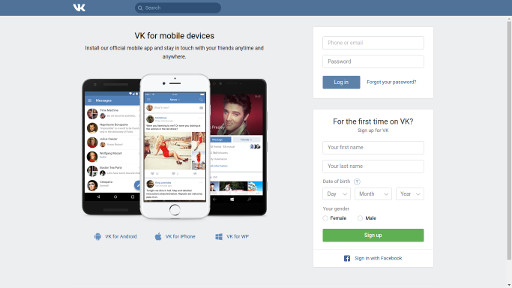 Search
VK for mobile devices
Install our official mobile app and stay in touch with your friends anytime and
anywhere.
Messages
VK for Android
VK for iPhone
VK for WP
Phone or email
Password
Log in
Forgot your password?
For the first time on VK?
Sign up for VK
Your first name
Your last name
Date of birth
Day
Month
Year
Your gender
Female
Male
Sign up
Sign in with Facebook